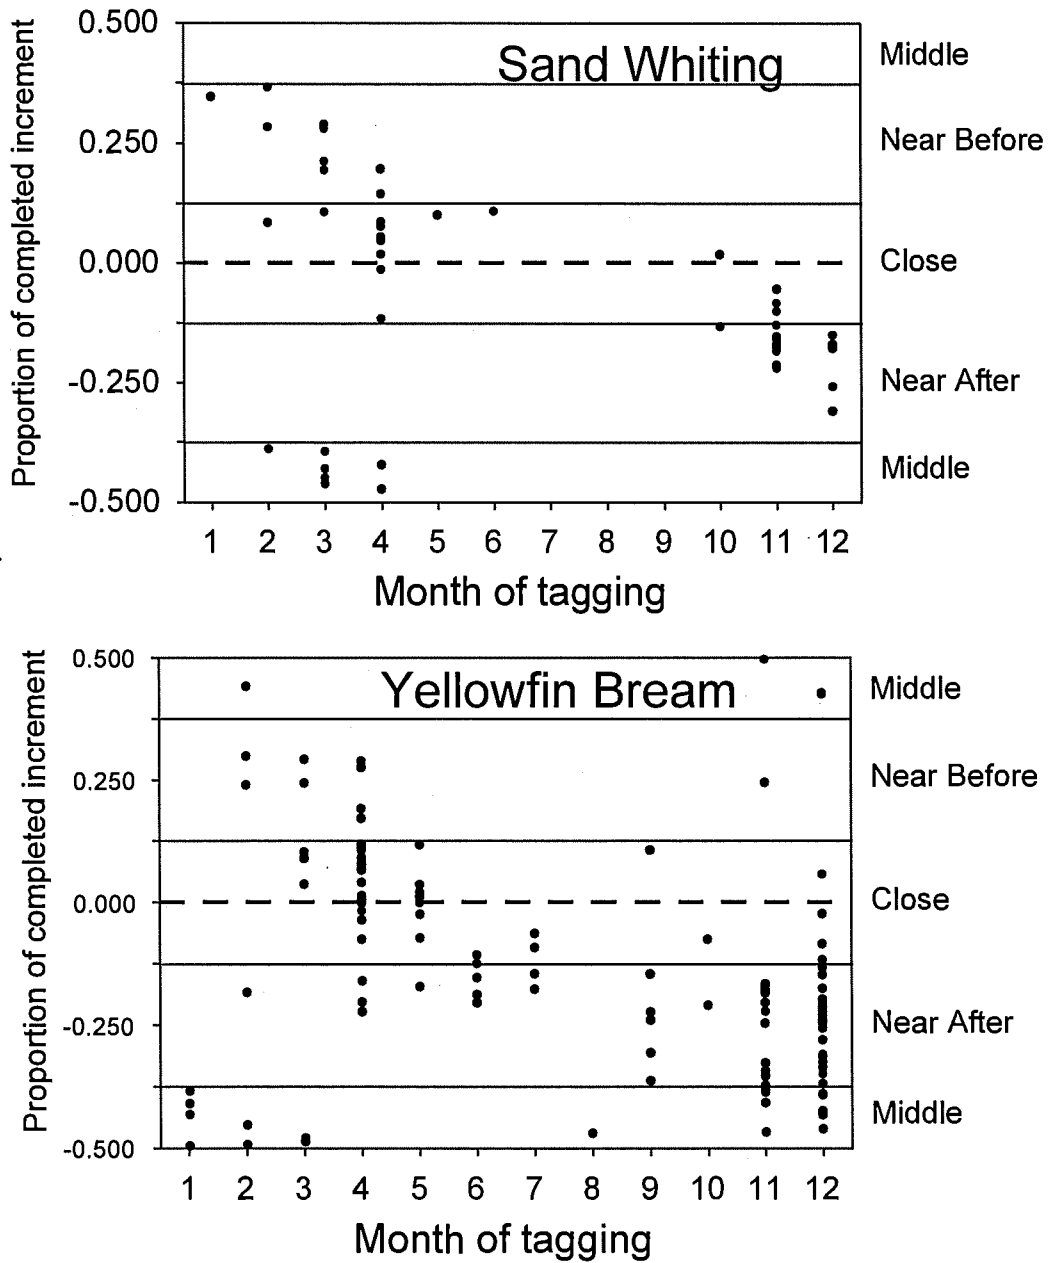 Sand Whiting
Proportion of completed increment
0.500
0.250
0.000
-0.250
-0.500
Middle
Near Before
Close
Near After
Middle
1 2 3 4 5 6 7 8 9 10 11 12
Month of tagging
Yellowfin Bream
Proportion of completed increment
0.500
0.250
0.000
-0.250
-0.500
Middle
Near Before
Close
Near After
Middle
1 2 3 4 5 6 7 8 9 10 11 12
Month of tagging